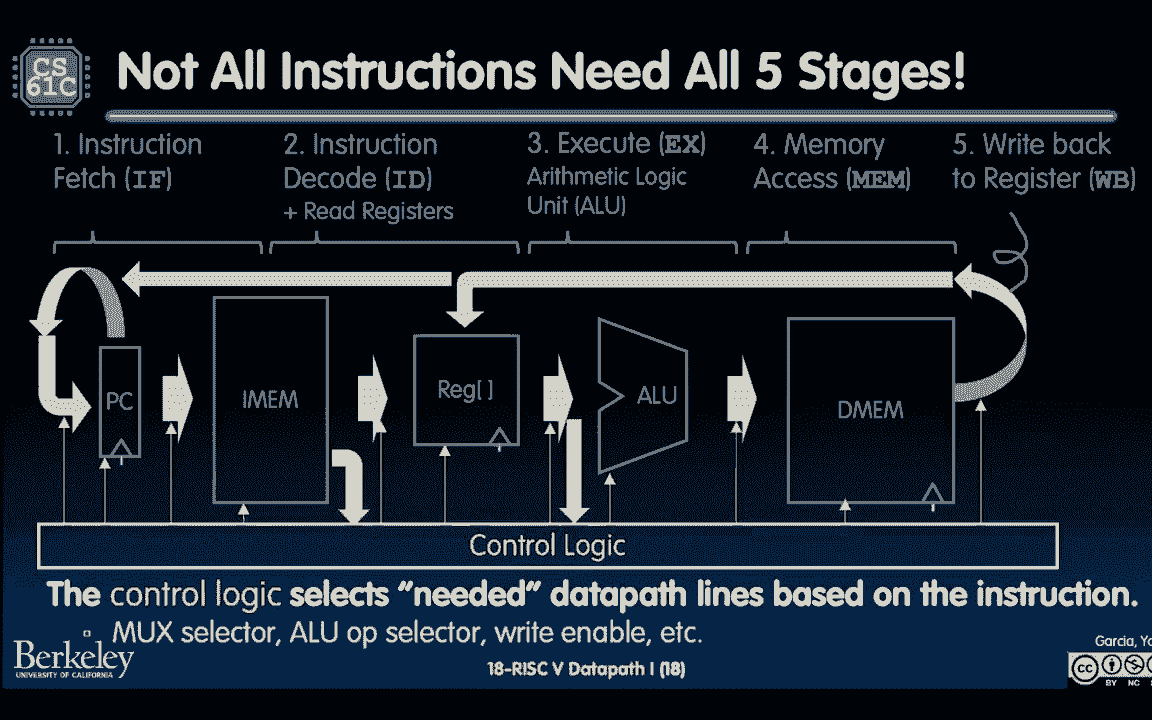 CS
61C
Not All Instructions Need All 5 Stages!
1. Instruction
Fetch (IF)
2. Instruction
Decode (ID)
+ Read Registers
3. Execute (EX)
Arithmetic Logic
Unit (ALU)
4. Memory
Access (MEM)
5. Write back
to Register (WB)
PC
IMEM
Reg[ ]
ALU
DMEM
Control Logic
The control logic selects “needed” datapath lines based on the instruction.
▫ MUX selector, ALU op selector, write enable, etc.
Berkeley
UNIVERSITY OF CALIFORNIA
18-RISC V Datapath I (18)
Garcia,
cc
BY NC